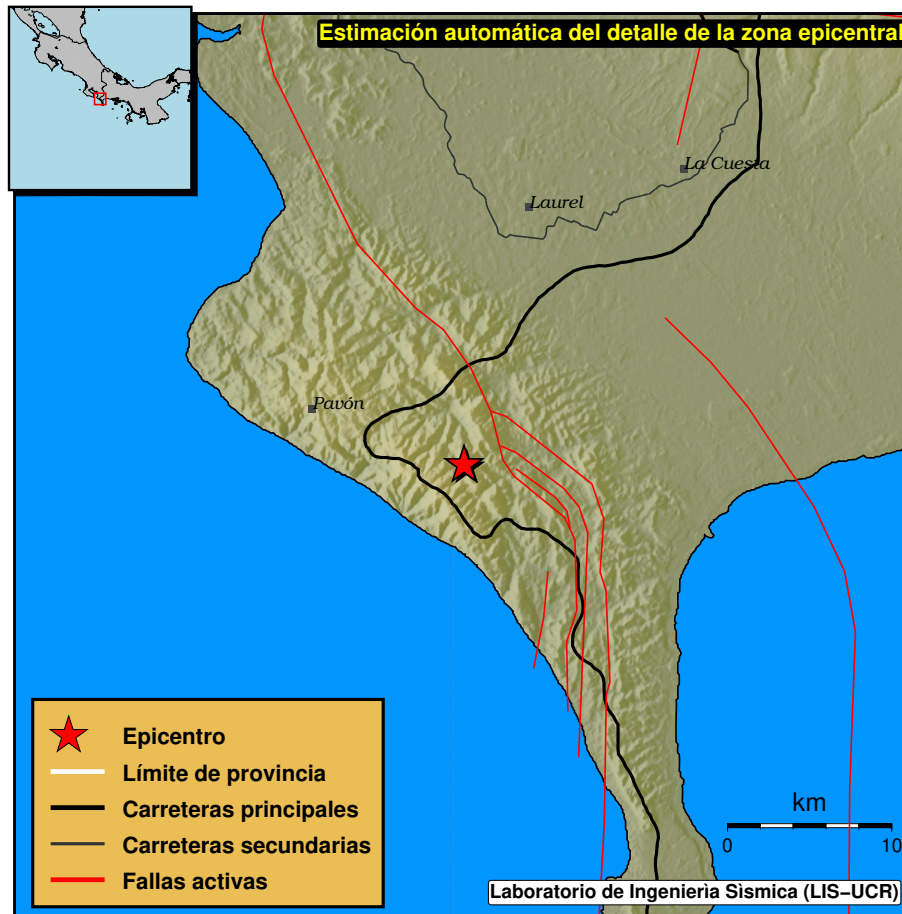 Estimación automática del detalle de la zona epicentral
La Cuesta
Laurel
Pavón
Epicentro
Límite de provincia
Carreteras principales
Carreteras secundarias
Fallas activas
km
0 10
Laboratorio de Ingenierìa Sìsmica (LIS–UCR)